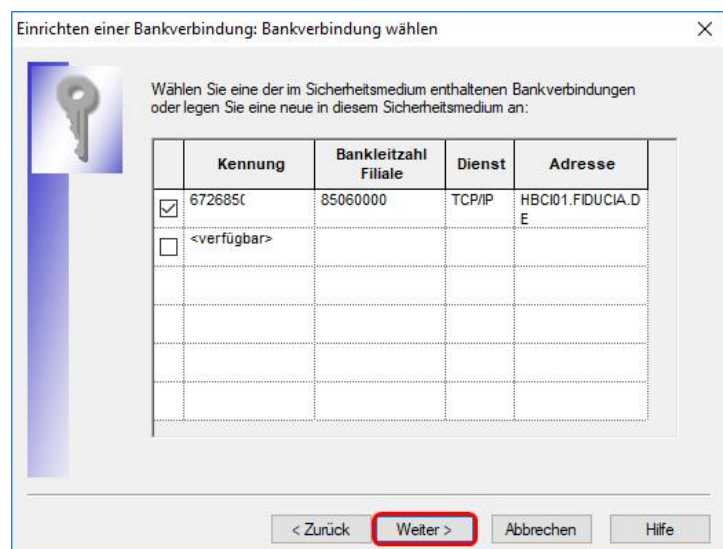 Einrichten einer Bankverbindung: Bankverbindung wählen
Wählen Sie eine der im Sicherheitsmedium enthaltenen Bankverbindungen
oder legen Sie eine neue in diesem Sicherheitsmedium an:
Kennung Bankleitzahl Filiale Dienst Adresse
672685 85060000 TCP/IP HBCI01.FIDUCIA.D
E
<verfügbar>
< Zurück Weiter > Abbrechen Hilfe